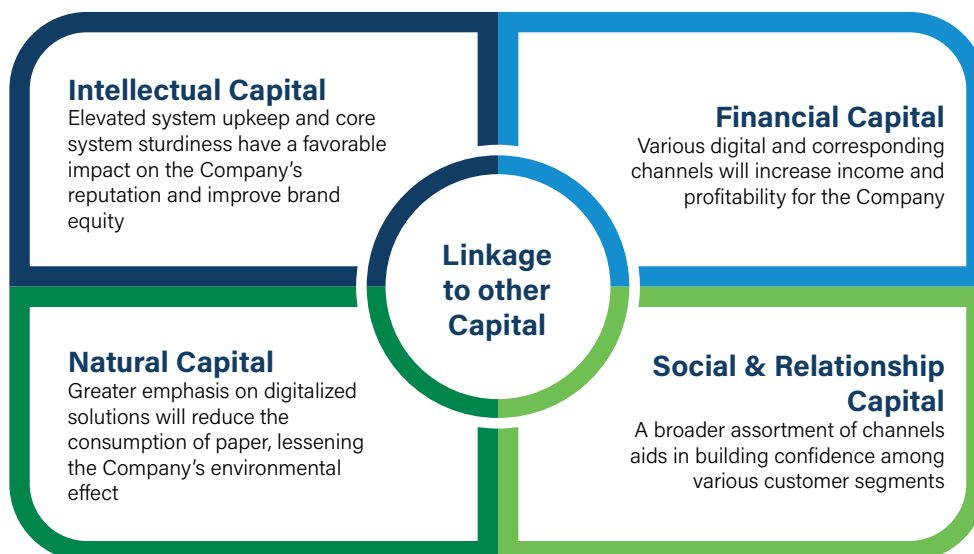 Intellectual Capital
Elevated system upkeep and core
system sturdiness have a favorable
impact on the Company's
reputation and improve brand
equity
Financial Capital
Various digital and corresponding
channels will increase income and
profitability for the Company
Linkage
to other
Capital
Natural Capital
Greater emphasis on digitalized
solutions will reduce the
consumption of paper, lessening
the Company's environmental
effect
Social & Relationship
Capital
A broader assortment of channels
aids in building confidence among
various customer segments